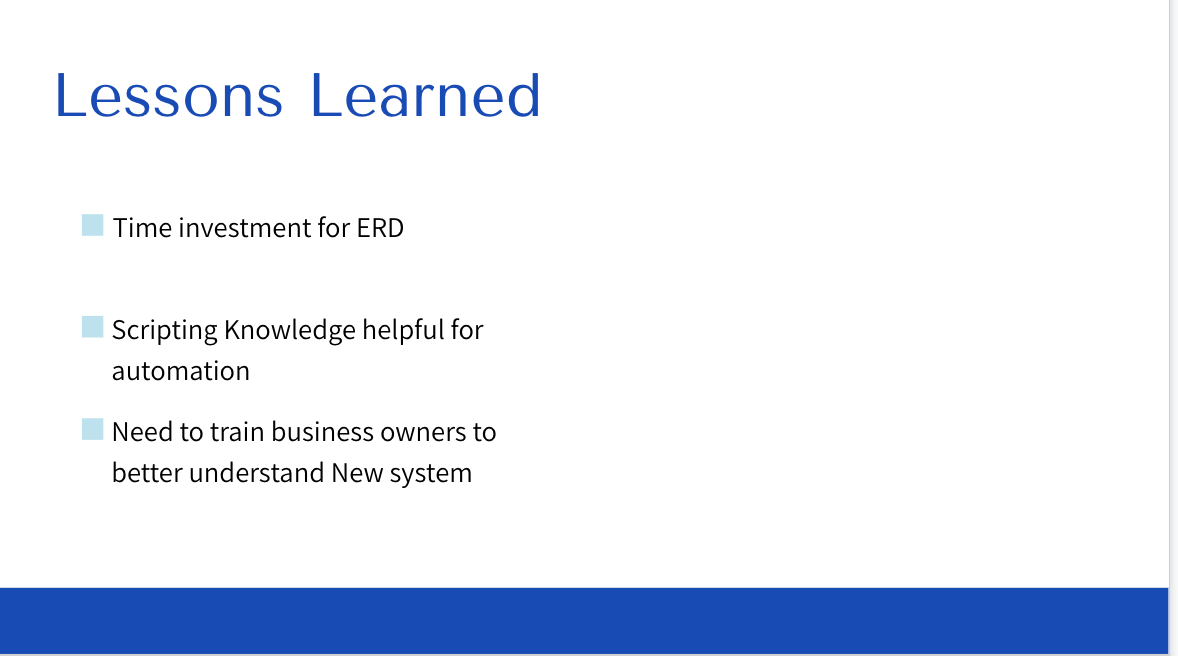 Lessons Learned
Time investment for ERD
Scripting Knowledge helpful for
automation
Need to train business owners to
better understand New system